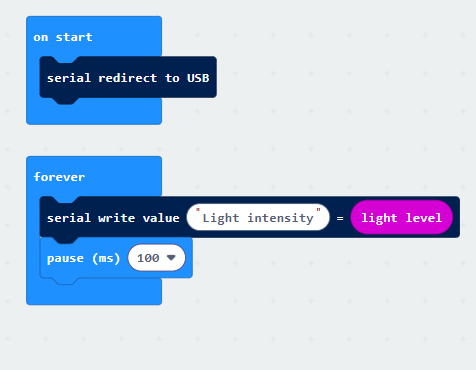 on start
serial redirect to USB
forever
serial write value "Light intensity" = light level
pause (ms) 100